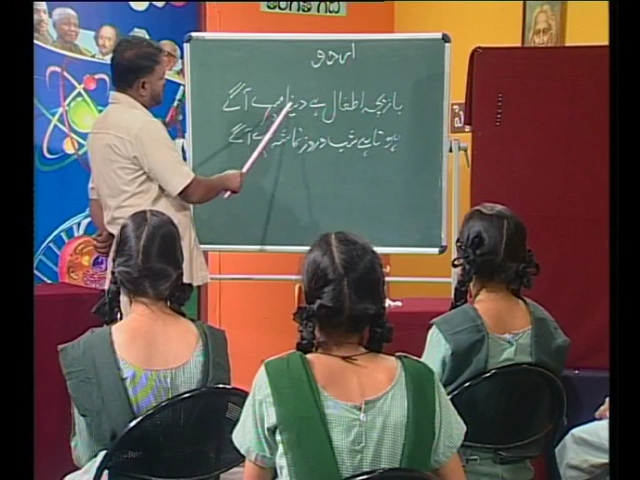 اردو
بازیچہ اطفال ہے دنیا مرے آگے
ہوتا ہے شب و روز تماشہ مرے آگے